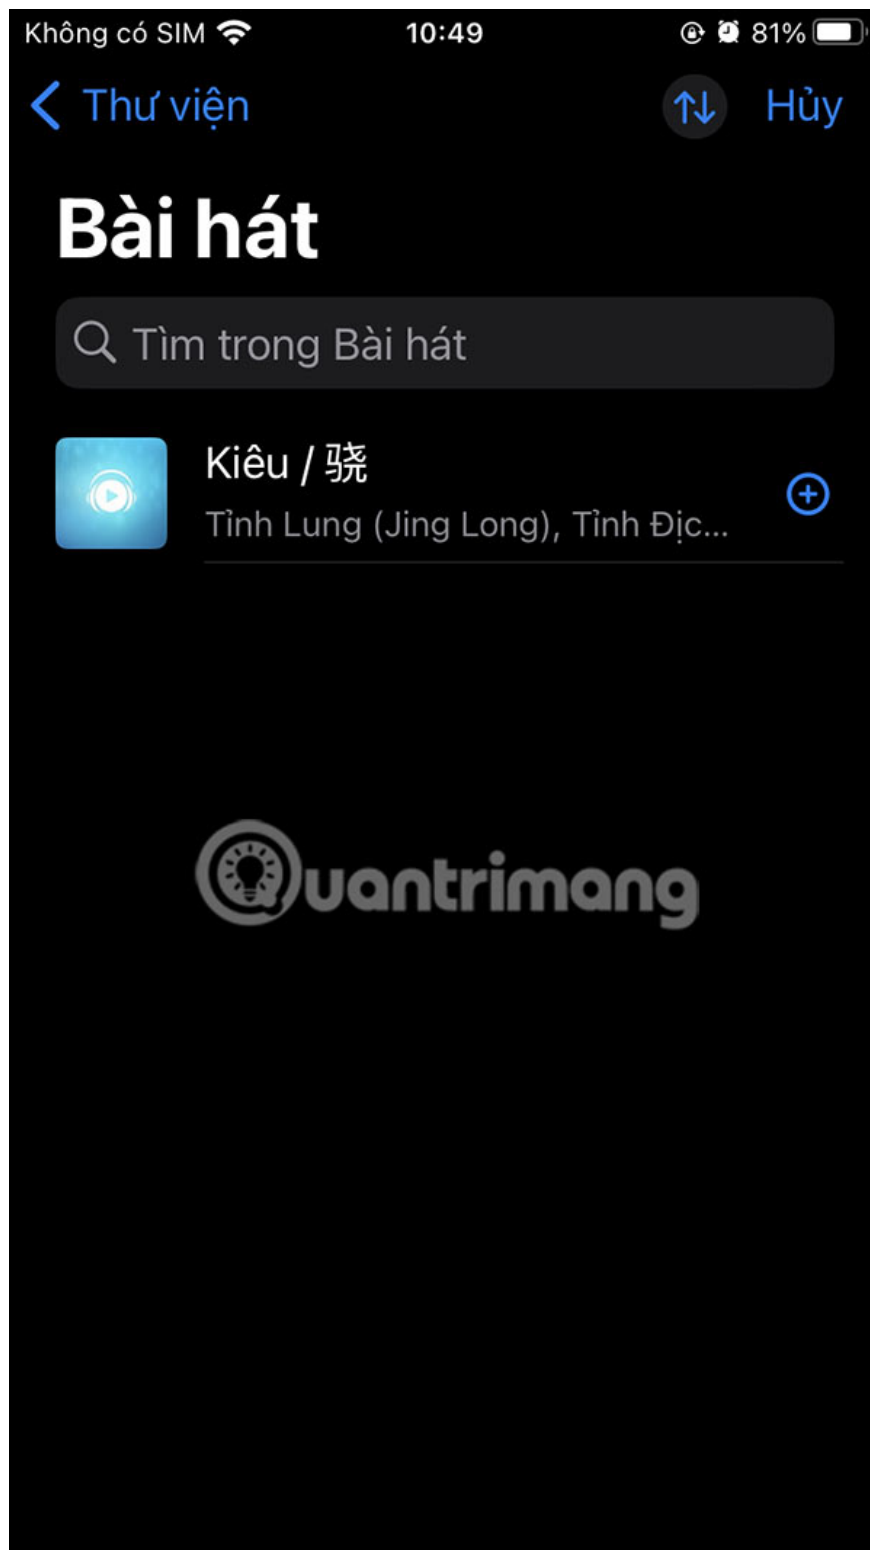 Không có SIM 10:49 81%
Thư viện Hủy
Bài hát
Tìm trong Bài hát
Kiêu / 骁
Tỉnh Lung (Jing Long), Tỉnh Địc...
Quantrimang